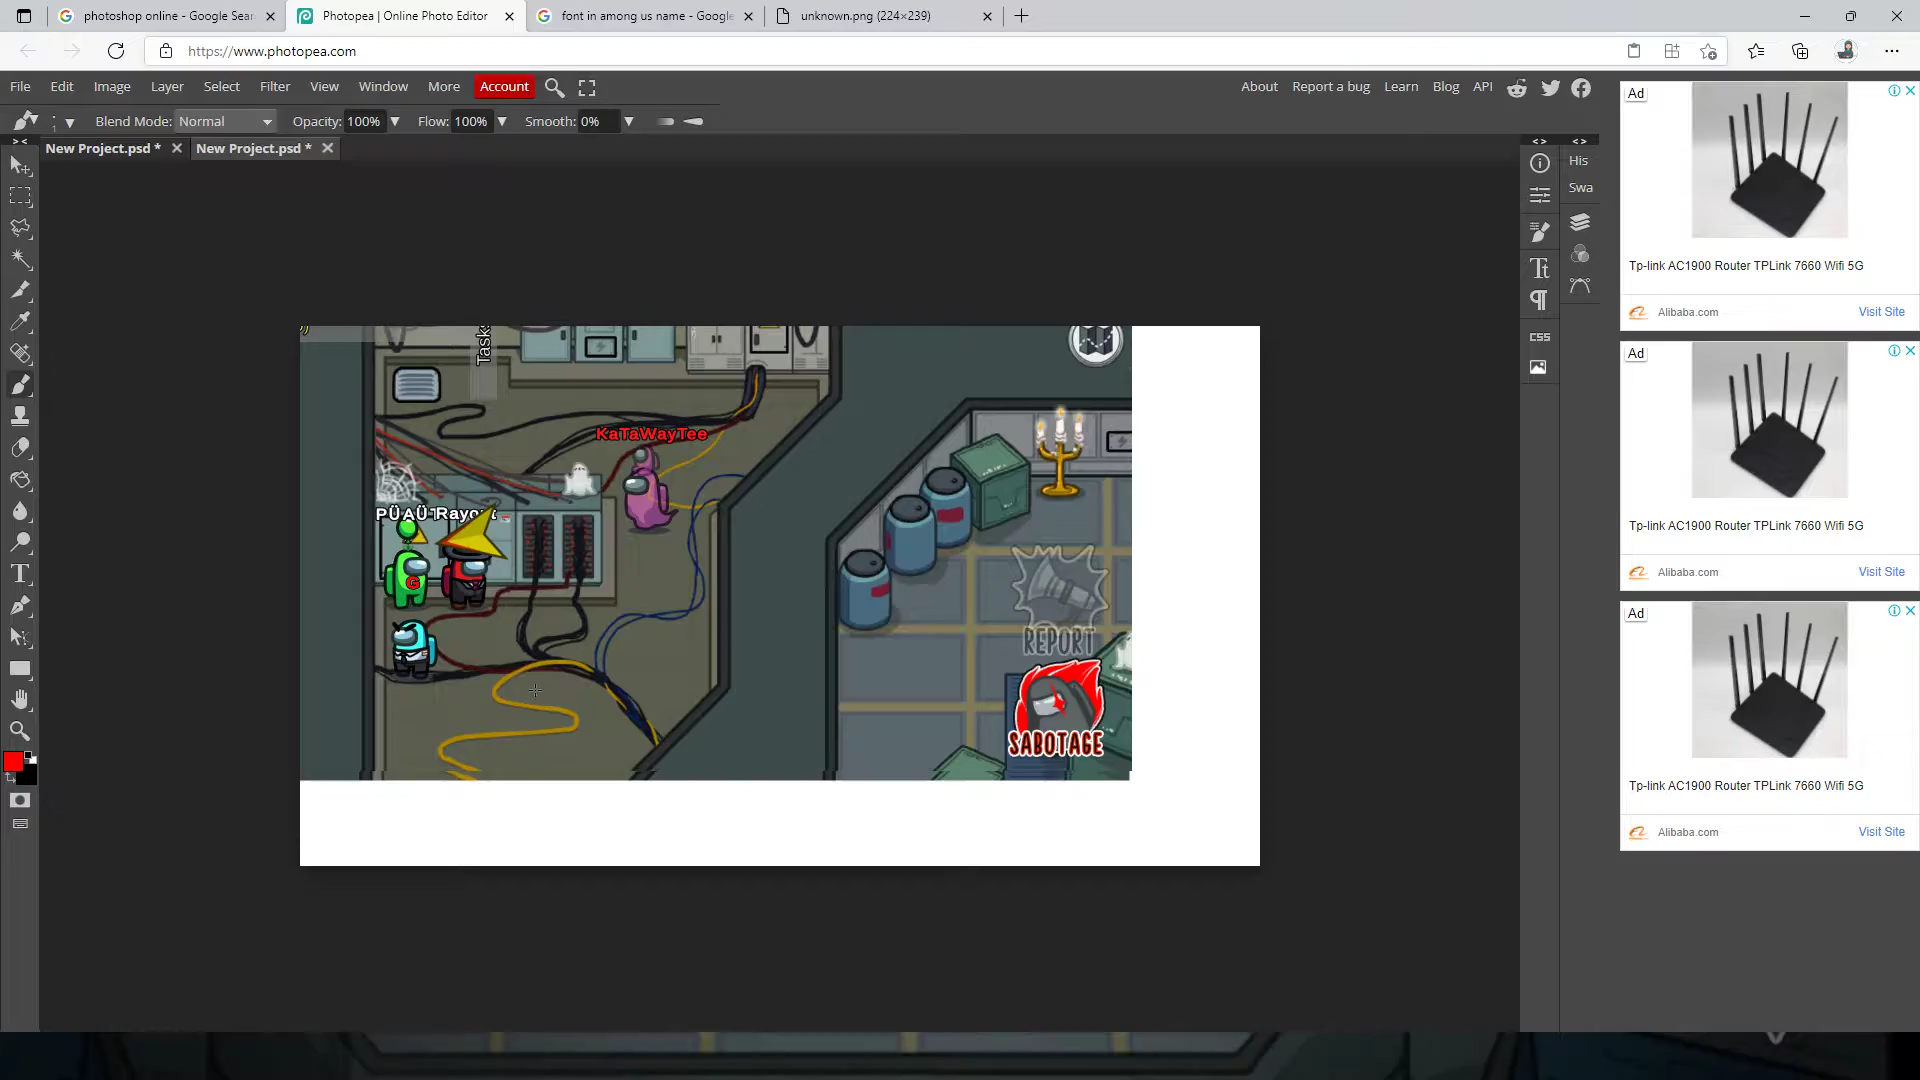 photoshop online - Google Sear
Photopea | Online Photo Editor
font in among us name - Google
unknown.png (224×239)
https://www.photopea.com
File Edit Image Layer Select Filter View Window More Account
About Report a bug Learn Blog API
Blend Mode: Normal Opacity: 100% Flow: 100% Smooth: 0%
New Project.psd *
New Project.psd *
His
Swa
CSS
Task
KaTaWayTee
REPORT
SABOTAGE
G
Ad
Tp-link AC1900 Router TPLink 7660 Wifi 5G
Alibaba.com Visit Site
Ad
Tp-link AC1900 Router TPLink 7660 Wifi 5G
Alibaba.com Visit Site
Ad
Tp-link AC1900 Router TPLink 7660 Wifi 5G
Alibaba.com Visit Site